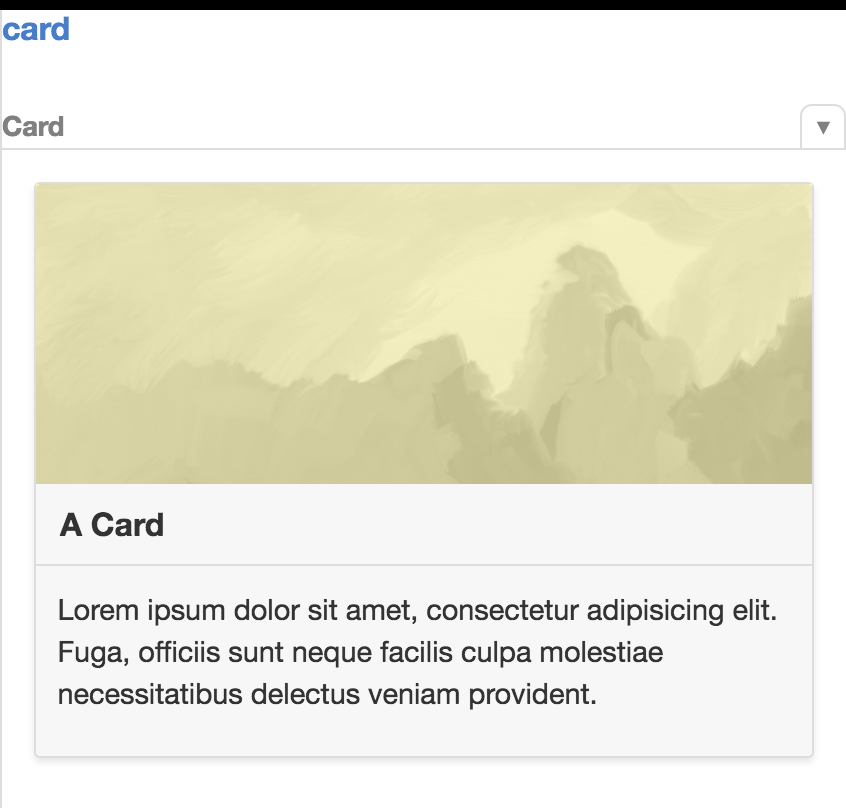 card
Card
▼
A Card
Lorem ipsum dolor sit amet, consectetur adipisicing elit.
Fuga, officiis sunt neque facilis culpa molestiae
necessitatibus delectus veniam provident.